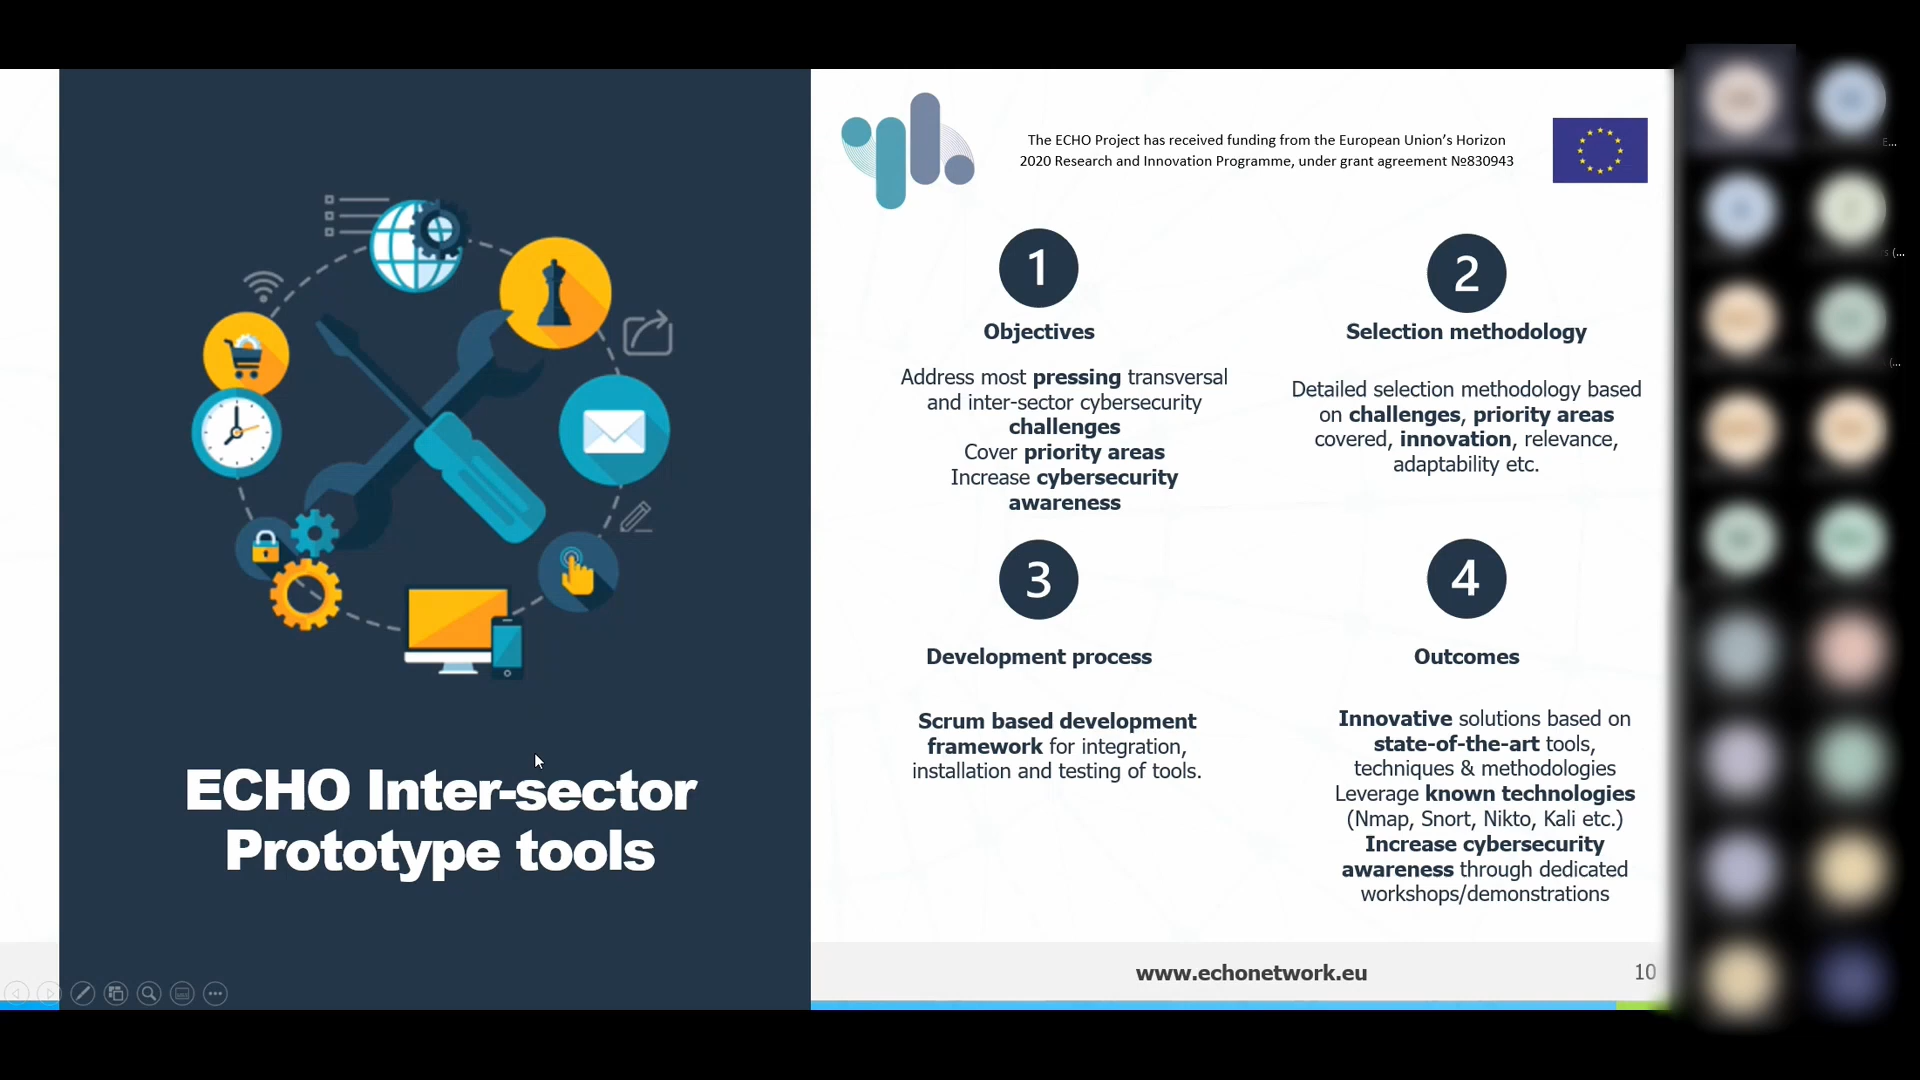 The ECHO Project has received funding from the European Union’s Horizon
2020 Research and Innovation Programme, under grant agreement №830943
1
Objectives
Address most pressing transversal
and inter-sector cybersecurity
challenges
Cover priority areas
Increase cybersecurity
awareness
2
Selection methodology
Detailed selection methodology based
on challenges, priority areas
covered, innovation, relevance,
adaptability etc.
3
Development process
Scrum based development
framework for integration,
installation and testing of tools.
4
Outcomes
Innovative solutions based on
state-of-the-art tools,
techniques & methodologies
Leverage known technologies
(Nmap, Snort, Nikto, Kali etc.)
Increase cybersecurity
awareness through dedicated
workshops/demonstrations
ECHO Inter-sector
Prototype tools
www.echonetwork.eu
10